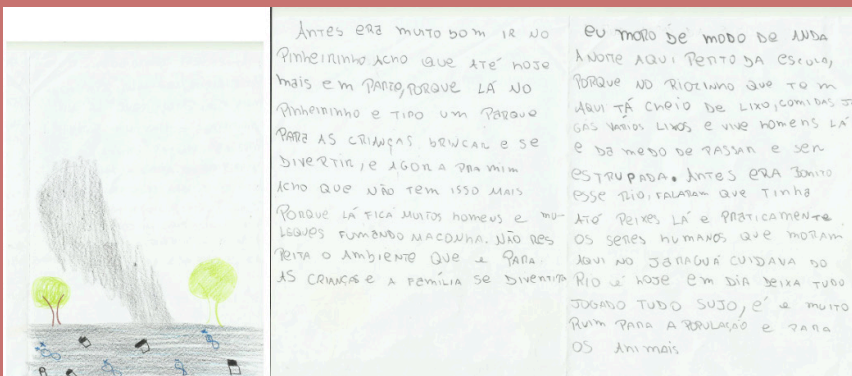 Antes era muito bom ir no
Pinheirinho acho que até hoje
mais em Parte, porque lá no
Pinheirinho e tipo um Parque
Para as crianças brincar e se
divertir, e agora pra mim
acho que não tem isso mais
Porque lá fica muitos homens e mu-
leques fumando maconha. Não res
Peita o ambiente que e Para
as crianças e a família se divertir
eu moro de modo de anda
a noite aqui Perto da escola,
Porque no Riozinho que tem
aqui tá cheio de lixo, comidas jo
gas varios lixos e vive homens lá
e da medo de Passar e ser
estrupada. Antes era Bonito
esse rio, falaram que tinha
até Peixes lá e Praticamente
os seres humanos que moram
aqui no Jaraguá cuidava do
Rio é hoje em dia deixa tudo
jogado tudo sujo, é e muito
Ruim Para a População e Para
os animais